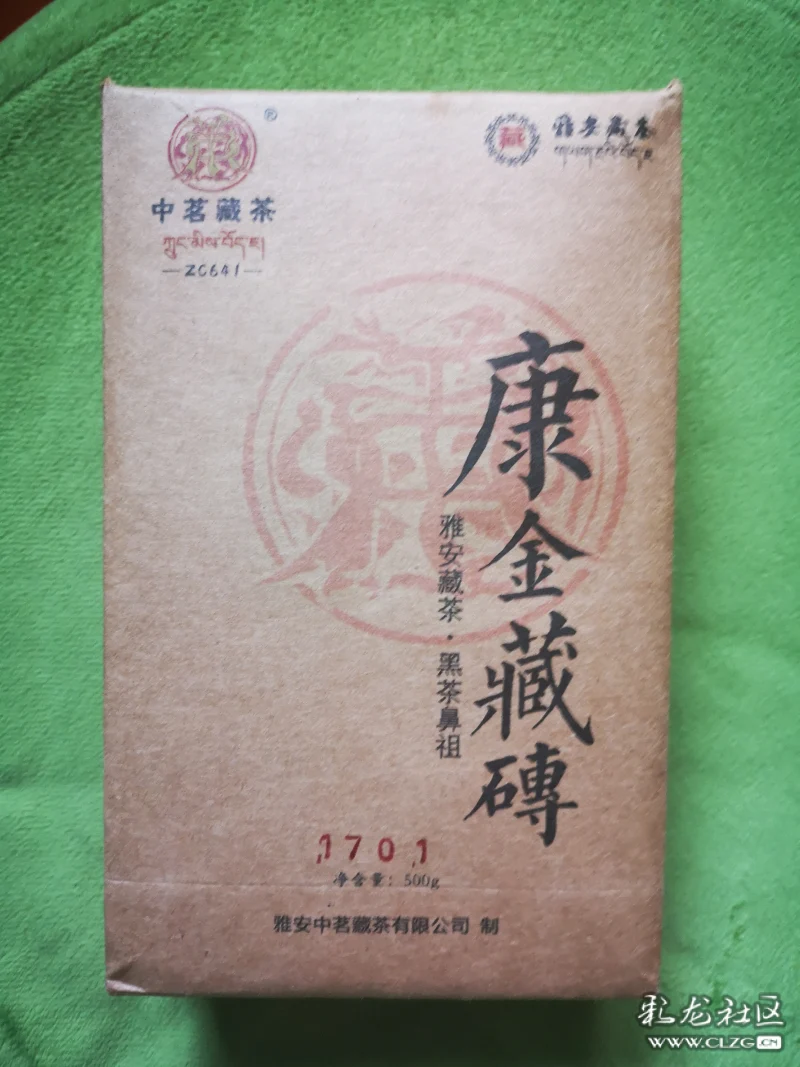 ®
中茗藏茶
ཀྲུང་མིལ་བོད་ཇ།
—ZC641—
藏
雅安藏茶
康金藏磚
雅安藏茶·黑茶鼻祖
1701
净含量：500g
雅安中茗藏茶有限公司 制
彩龙社区
WWW.CLZG.CN